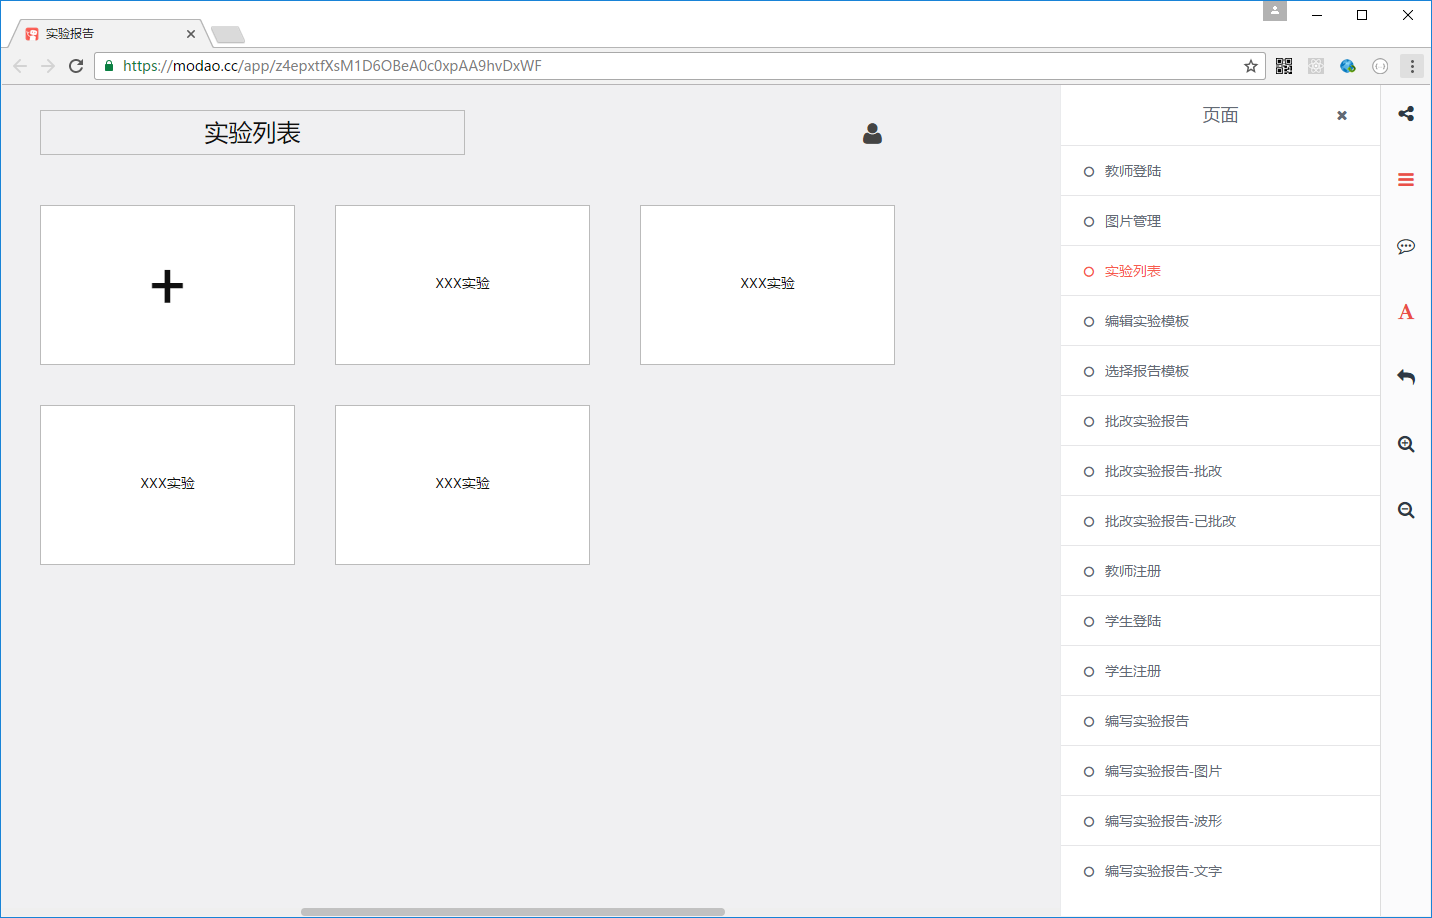 实验报告
https://modao.cc/app/z4epxtfXsM1D6OBeA0c0xpAA9hvDxWF
实验列表
XXX实验
XXX实验
XXX实验
XXX实验
页面
教师登陆
图片管理
实验列表
编辑实验模板
选择报告模板
批改实验报告
批改实验报告-批改
批改实验报告-已批改
教师注册
学生登陆
学生注册
编写实验报告
编写实验报告-图片
编写实验报告-波形
编写实验报告-文字
A